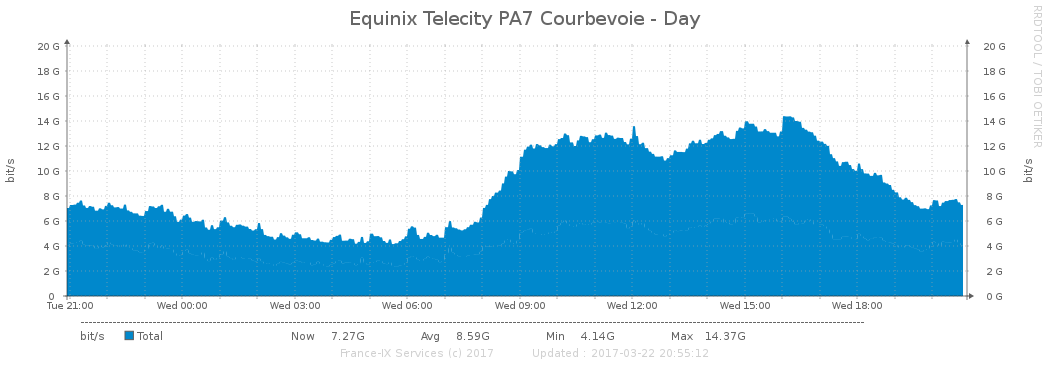 Equinix Telecity PA7 Courbevoie - Day
RRDTOOL / TOBI OETIKER
bit/s
20 G
18 G
16 G
14 G
12 G
10 G
8 G
6 G
4 G
2 G
0
20 G
18 G
16 G
14 G
12 G
10 G
8 G
6 G
4 G
2 G
0 G
bit/s
Tue 21:00 Wed 00:00 Wed 03:00 Wed 06:00 Wed 09:00 Wed 12:00 Wed 15:00 Wed 18:00
bit/s Total Now 7.27G Avg 8.59G Min 4.14G Max 14.37G
France-IX Services (c) 2017 Updated : 2017-03-22 20:55:12